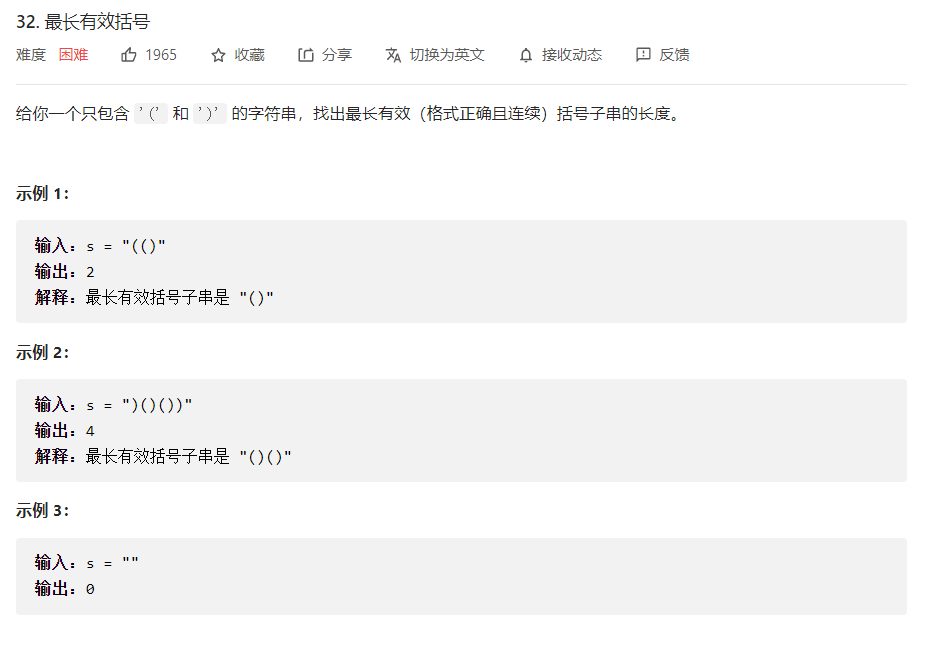 32. 最长有效括号
难度 困难 1965 收藏 分享 切换为英文 接收动态 反馈
给你一个只包含 '(' 和 ')' 的字符串，找出最长有效（格式正确且连续）括号子串的长度。
示例 1：
输入：s = "(()"
输出：2
解释：最长有效括号子串是 "()"
示例 2：
输入：s = ")()())"
输出：4
解释：最长有效括号子串是 "()()"
示例 3：
输入：s = ""
输出：0